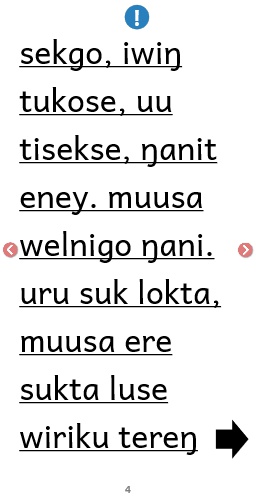 sekgo, iwiŋ
tukose, uu
tisekse, ŋanit
eney. muusa
welnigo ŋani.
uru suk lokta,
muusa ere
sukta luse
wiriku tereŋ
4